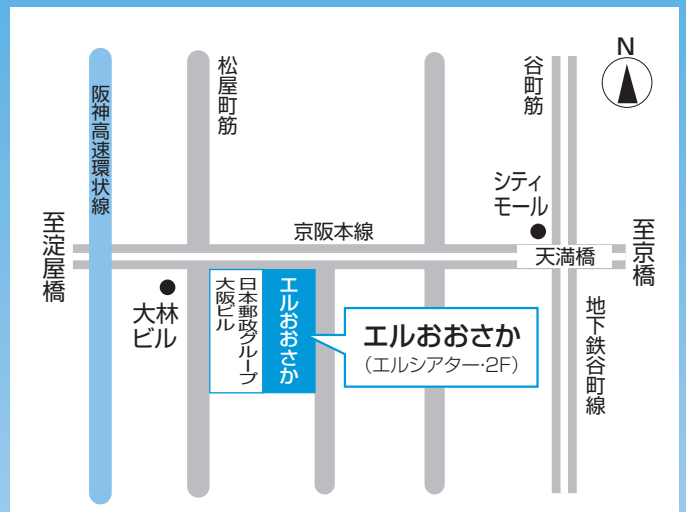 N
阪神高速環状線
松屋町筋
谷町筋
シティ
モール
至淀屋橋
京阪本線
天満橋
至京橋
大林
ビル
日本郵政グループ
大阪ビル
エルおおさか
エルおおさか
（エルシアター・2F）
地下鉄谷町線